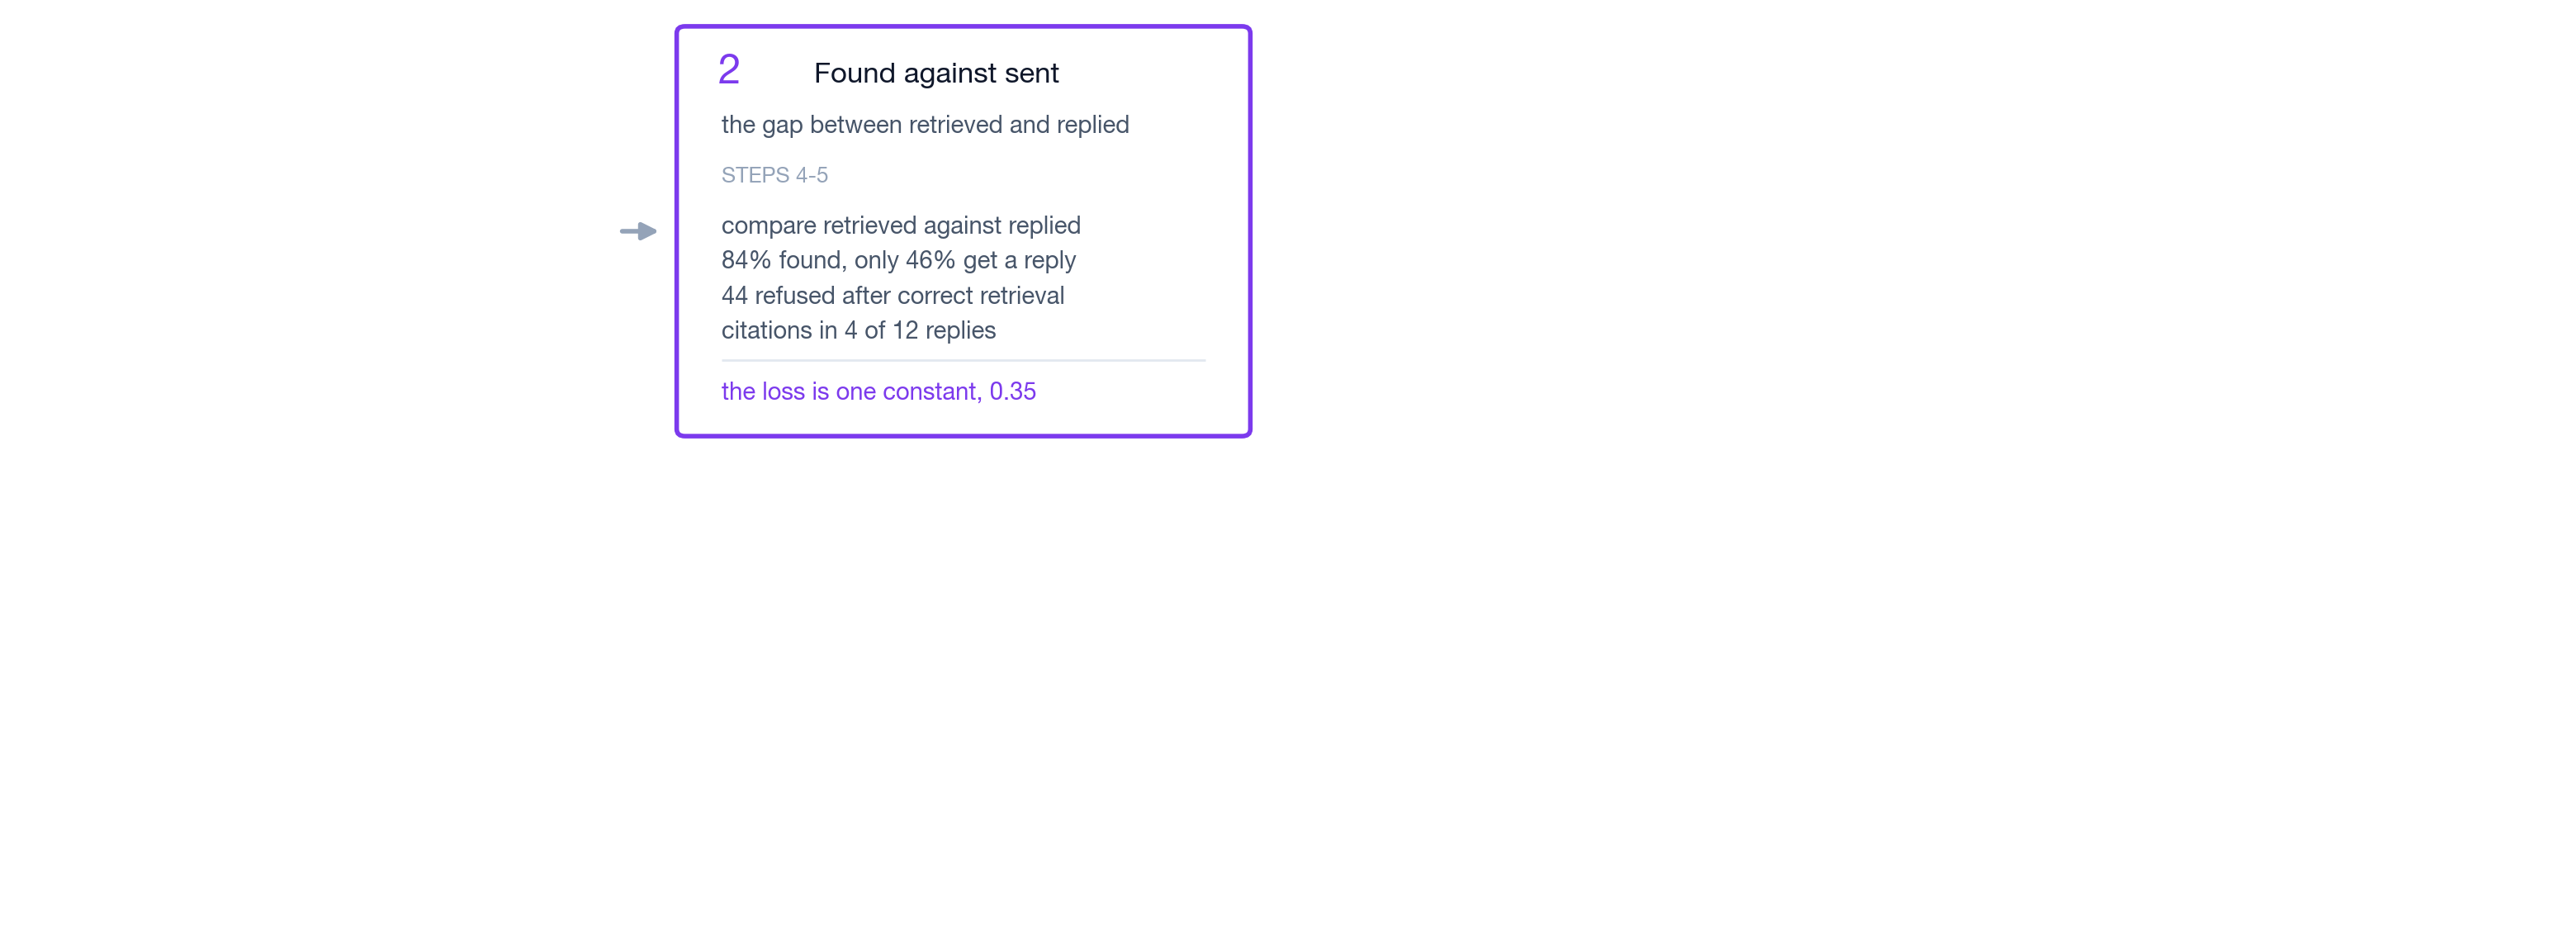 2 Found against sent
the gap between retrieved and replied
STEPS 4-5
compare retrieved against replied
84% found, only 46% get a reply
44 refused after correct retrieval
citations in 4 of 12 replies
the loss is one constant, 0.35